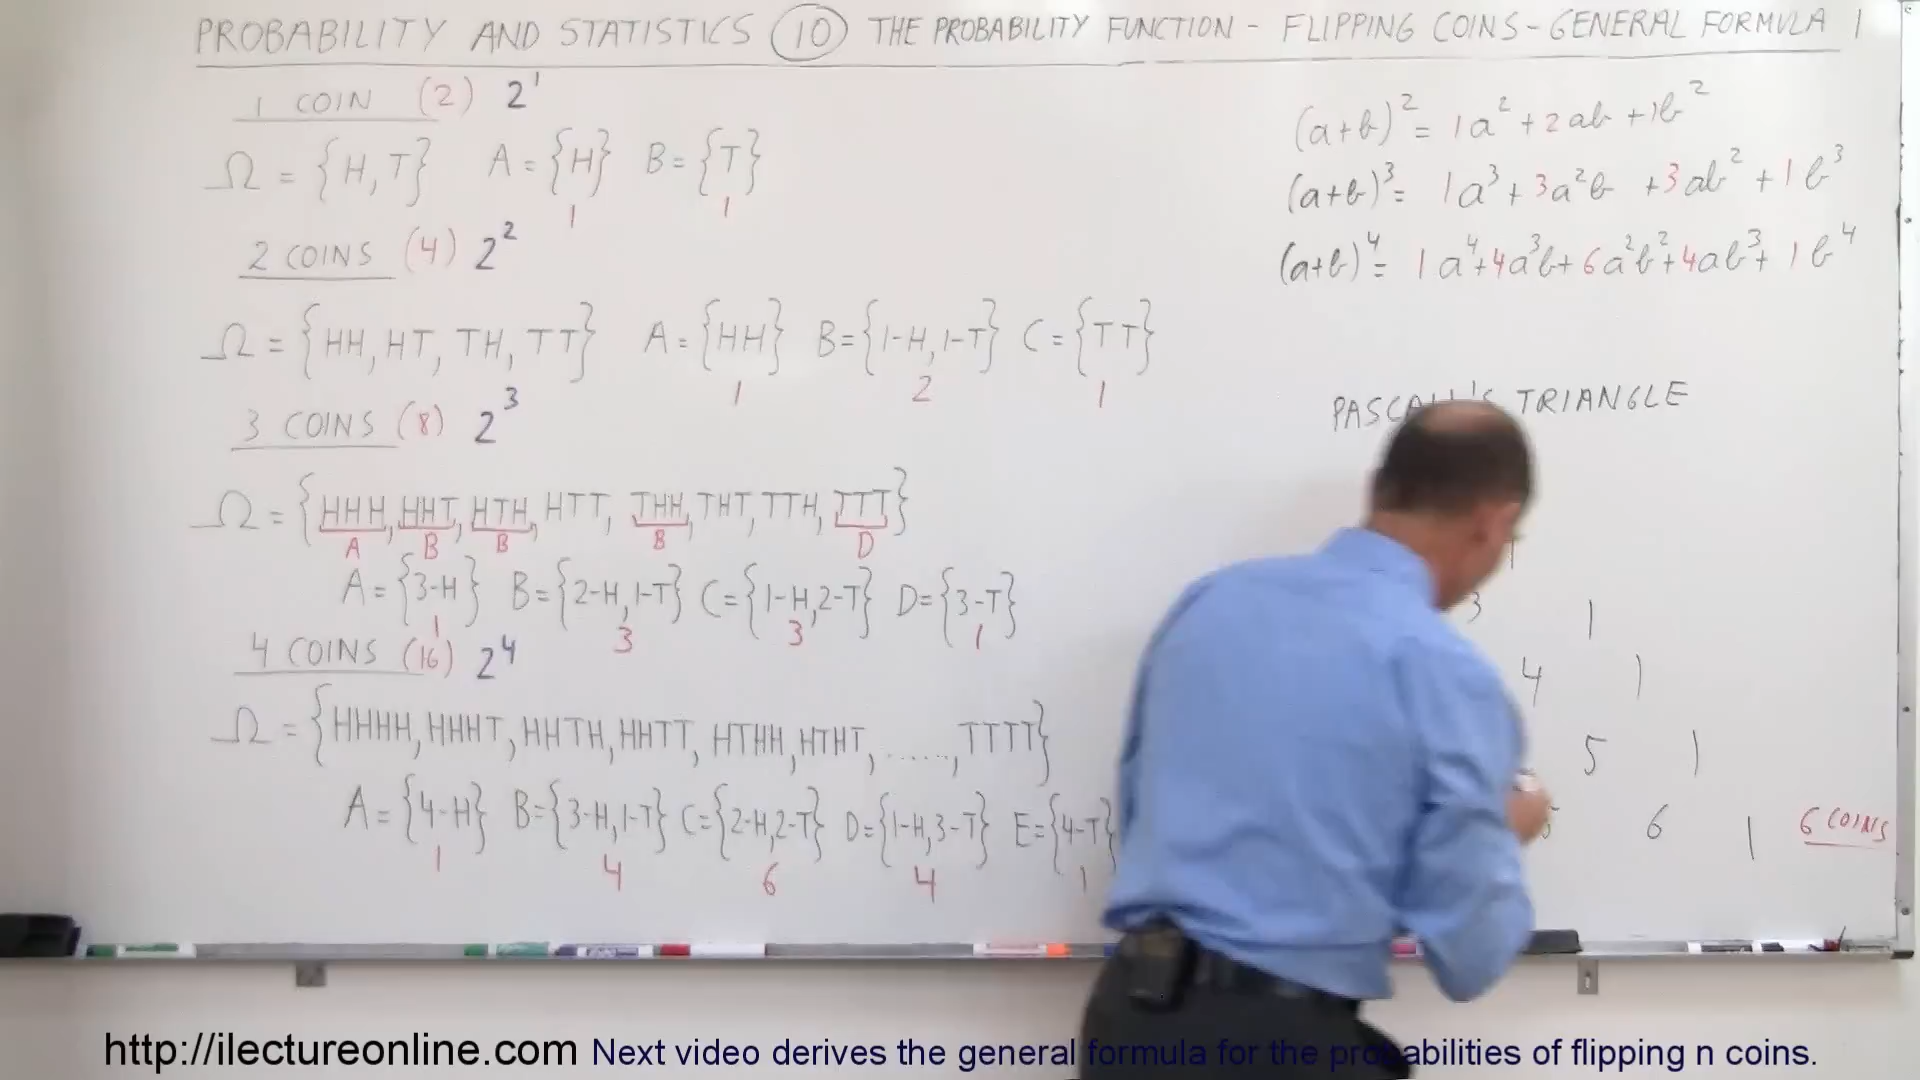 PROBABILITY AND STATISTICS (10) THE PROBABILITY FUNCTION - FLIPPING COINS - GENERAL FORMULA 1
1 COIN (2) 2¹
Ω = {H, T} A = {H} B = {T}
1 1
2 COINS (4) 2²
Ω = {HH, HT, TH, TT} A = {HH} B = {1-H, 1-T} C = {TT}
1 2 1
3 COINS (8) 2³
Ω = {HHH, HHT, HTH, HTT, THH, THT, TTH, TTT}
A B B B D
A = {3-H} B = {2-H, 1-T} C = {1-H, 2-T} D = {3-T}
1 3 3 1
4 COINS (16) 2⁴
Ω = {HHHH, HHHT, HHTH, HHTT, HTHH, HTHT, ......, TTTT}
A = {4-H} B = {3-H, 1-T} C = {2-H, 2-T} D = {1-H, 3-T} E = {4-T}
1 4 6 4 1
(a+b)² = 1a² + 2ab + 1b²
(a+b)³ = 1a³ + 3a²b + 3ab² + 1b³
(a+b)⁴ = 1a⁴ + 4a³b + 6a²b² + 4ab³ + 1b⁴
TRIANGLE
3 1
4 1
5 1
6 1 6 COINS
http://ilectureonline.com Next video derives the general formula for the probabilities of flipping n coins.